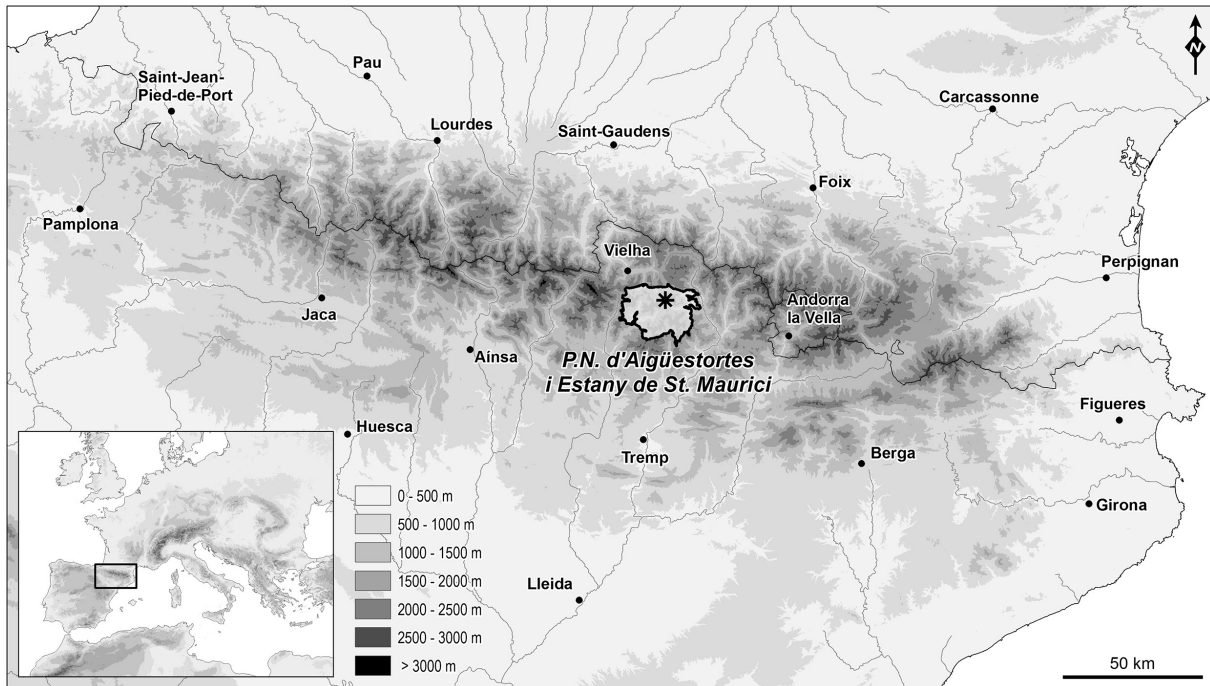 N
Pau
Saint-Jean-
Pied-de-Port
Carcassonne
Lourdes
Saint-Gaudens
Foix
Pamplona
Vielha
Perpignan
Jaca
Andorra
la Vella
Aínsa
P.N. d'Aigüestortes
i Estany de St. Maurici
Figueres
Huesca
Tremp
Berga
Girona
0 - 500 m
500 - 1000 m
1000 - 1500 m
1500 - 2000 m
2000 - 2500 m
2500 - 3000 m
> 3000 m
Lleida
50 km